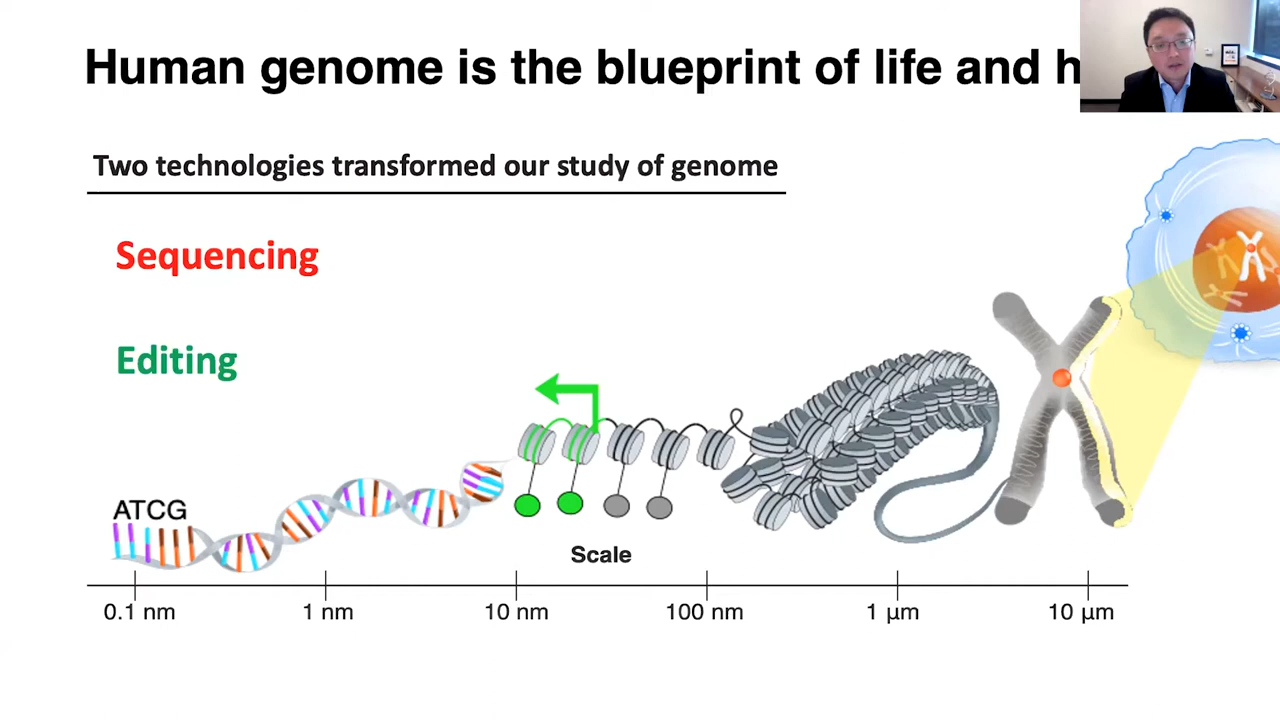 Human genome is the blueprint of life and h
Two technologies transformed our study of genome
Sequencing
Editing
ATCG
Scale
0.1 nm 1 nm 10 nm 100 nm 1 μm 10 μm